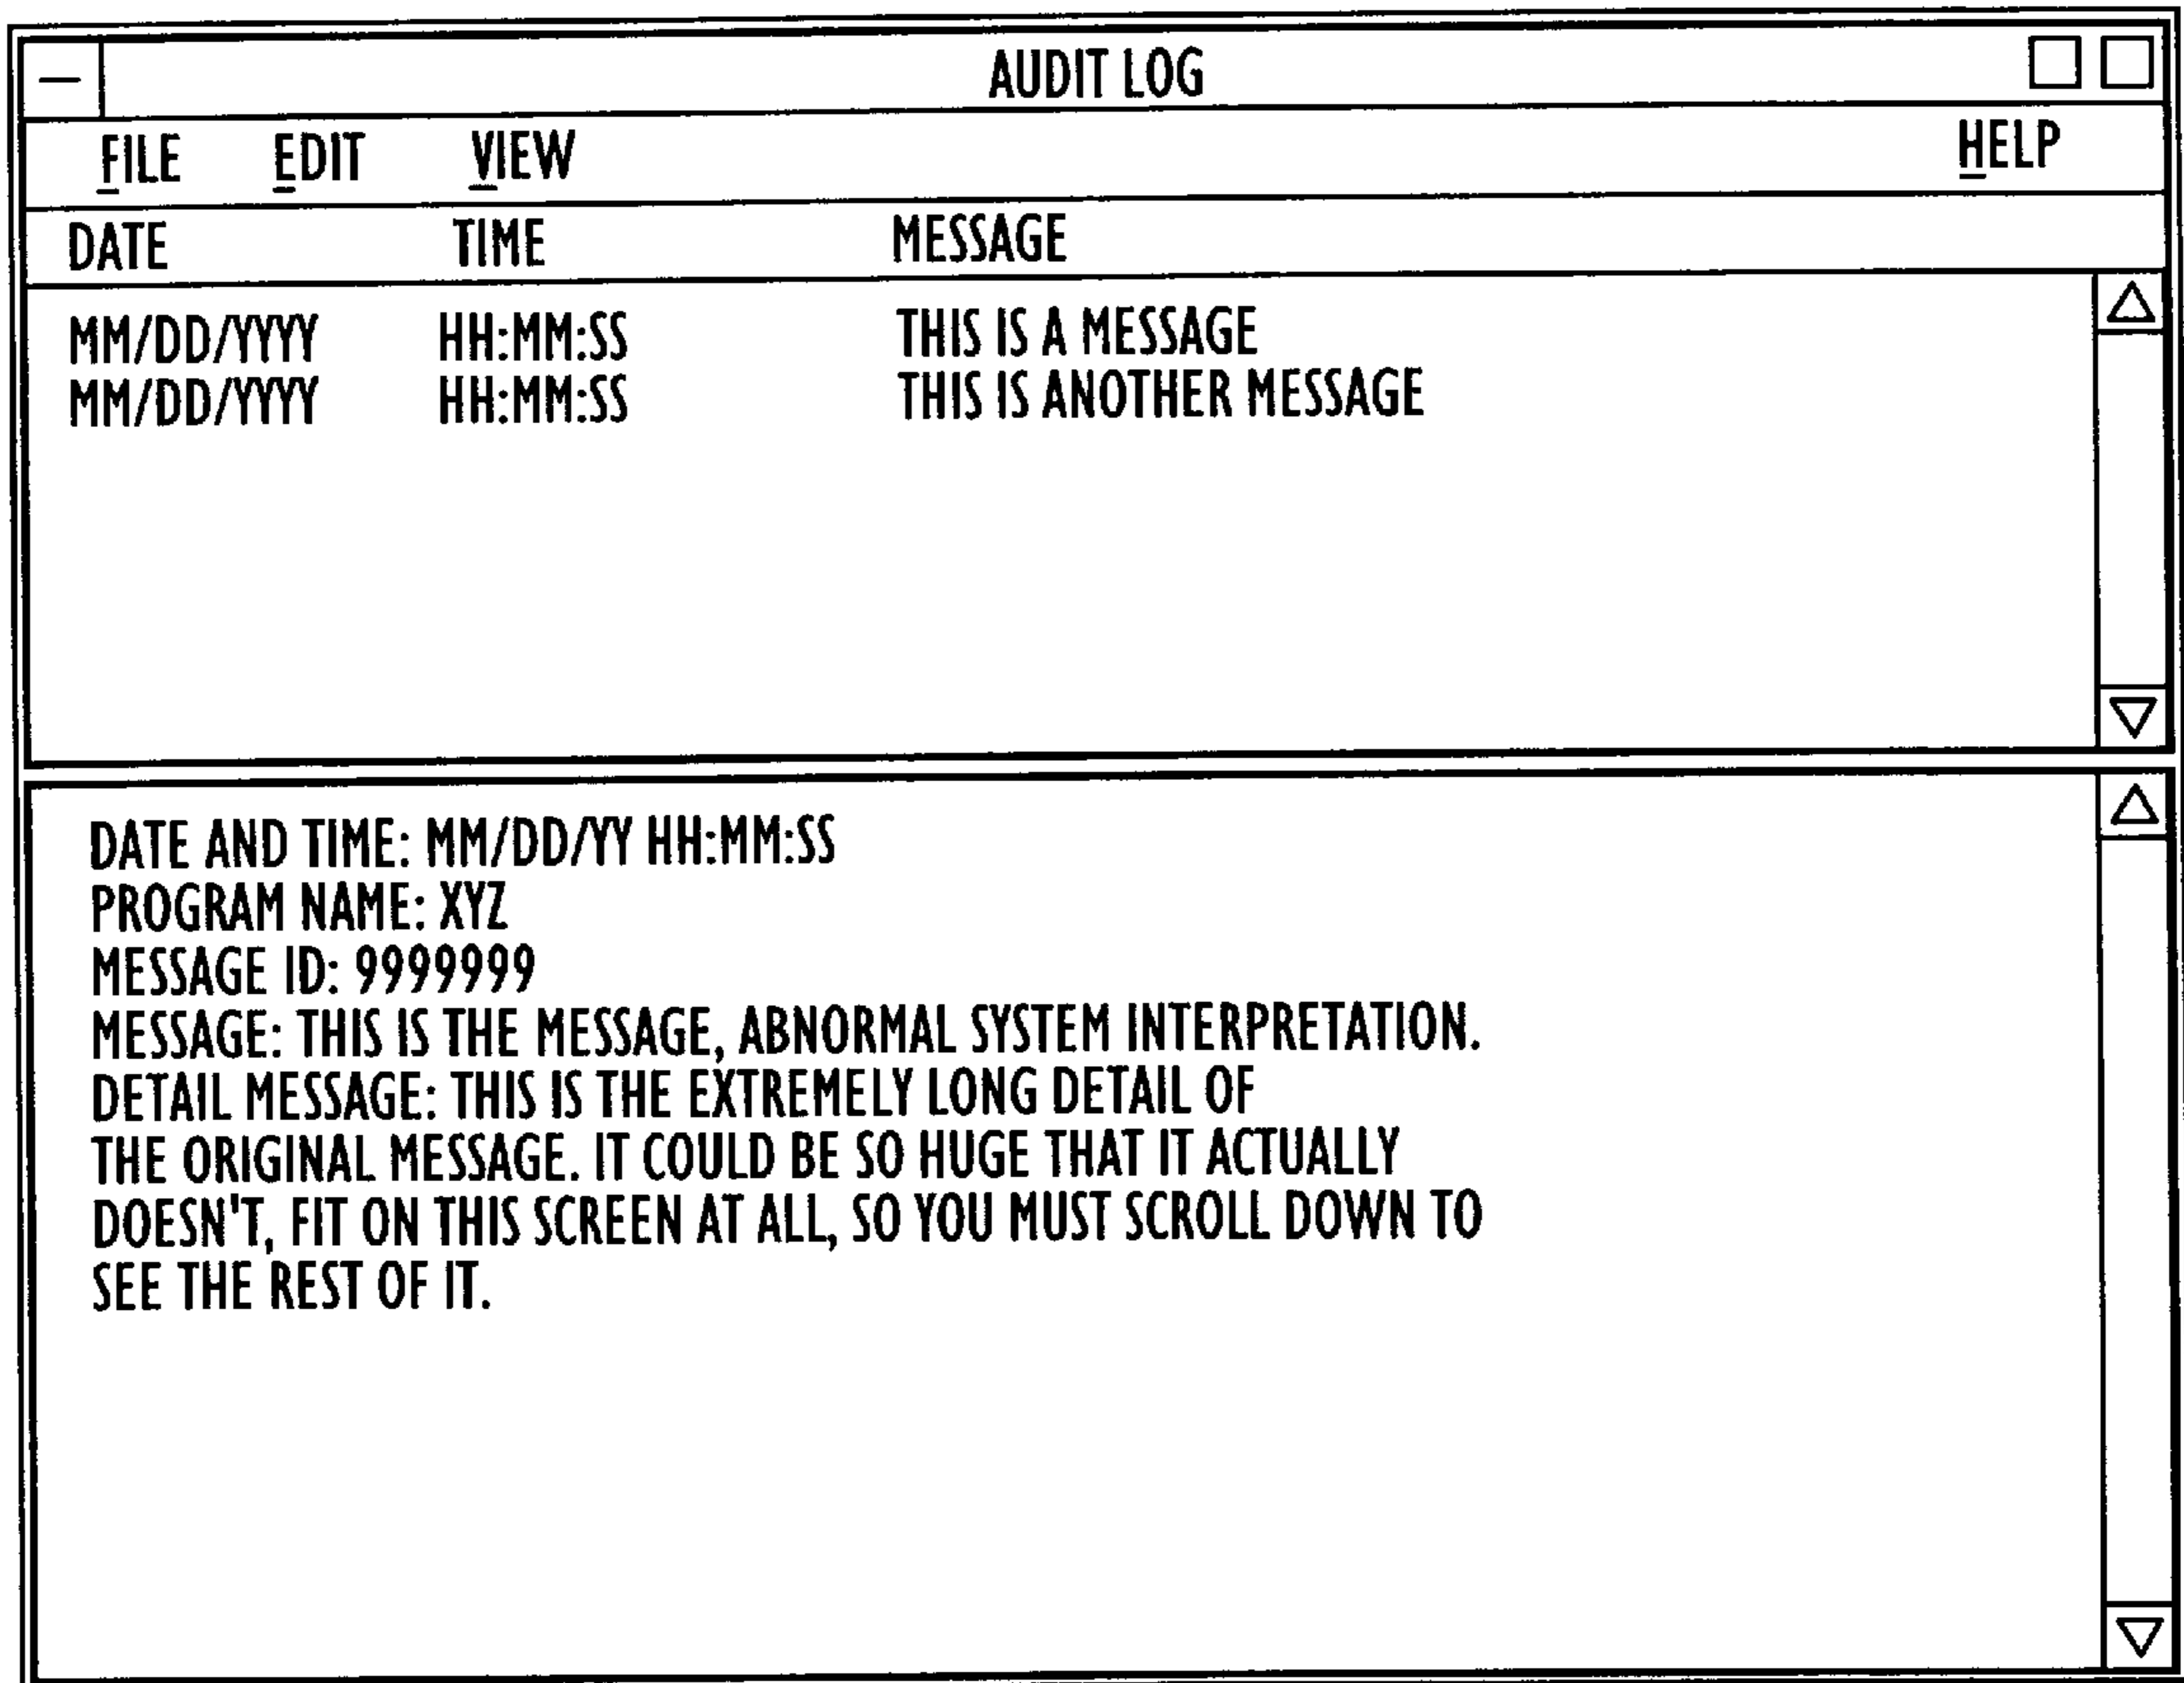 AUDIT LOG
FILE EDIT VIEW HELP
DATE TIME MESSAGE
MM/DD/YYYY HH:MM:SS THIS IS A MESSAGE
MM/DD/YYYY HH:MM:SS THIS IS ANOTHER MESSAGE
DATE AND TIME: MM/DD/YY HH:MM:SS
PROGRAM NAME: XYZ
MESSAGE ID: 9999999
MESSAGE: THIS IS THE MESSAGE, ABNORMAL SYSTEM INTERPRETATION.
DETAIL MESSAGE: THIS IS THE EXTREMELY LONG DETAIL OF
THE ORIGINAL MESSAGE. IT COULD BE SO HUGE THAT IT ACTUALLY
DOESN'T, FIT ON THIS SCREEN AT ALL, SO YOU MUST SCROLL DOWN TO
SEE THE REST OF IT.